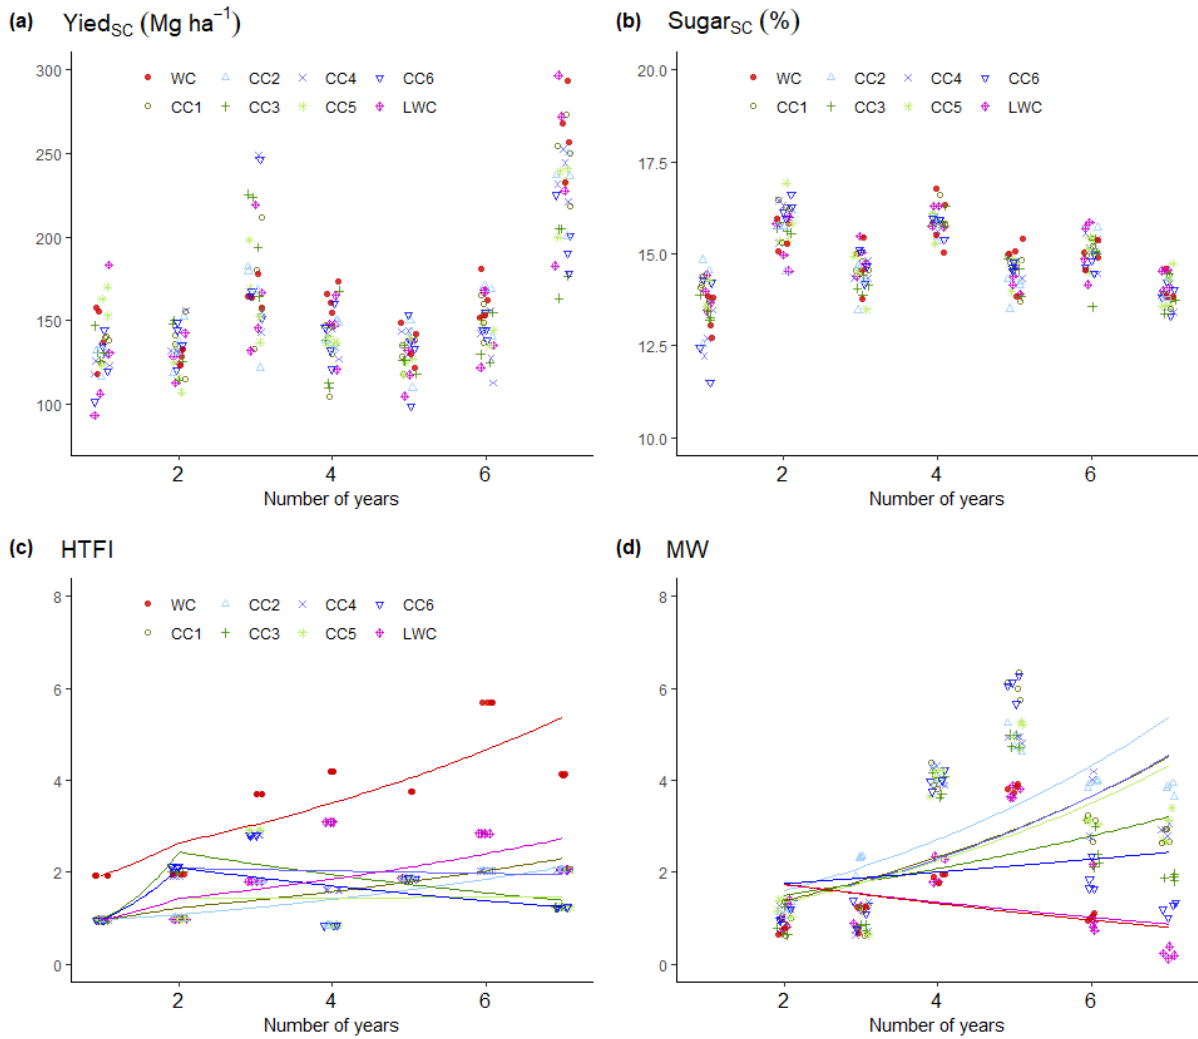 (a) Yied_SC (Mg ha⁻¹)
WC CC2 CC4 CC6
CC1 CC3 CC5 LWC
300
250
200
150
100
2 4 6
Number of years
(b) Sugar_SC (%)
WC CC2 CC4 CC6
CC1 CC3 CC5 LWC
20.0
17.5
15.0
12.5
10.0
2 4 6
Number of years
(c) HTFI
WC CC2 CC4 CC6
CC1 CC3 CC5 LWC
8
6
4
2
0
2 4 6
Number of years
(d) MW
8
6
4
2
0
2 4 6
Number of years